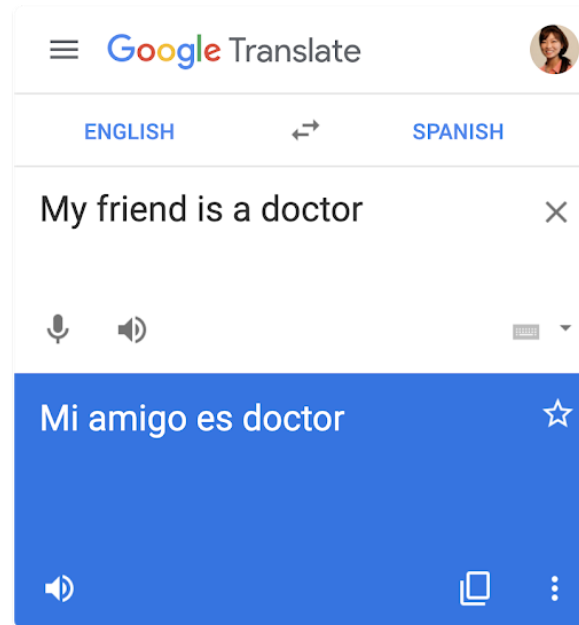 Google Translate
ENGLISH SPANISH
My friend is a doctor
Mi amigo es doctor